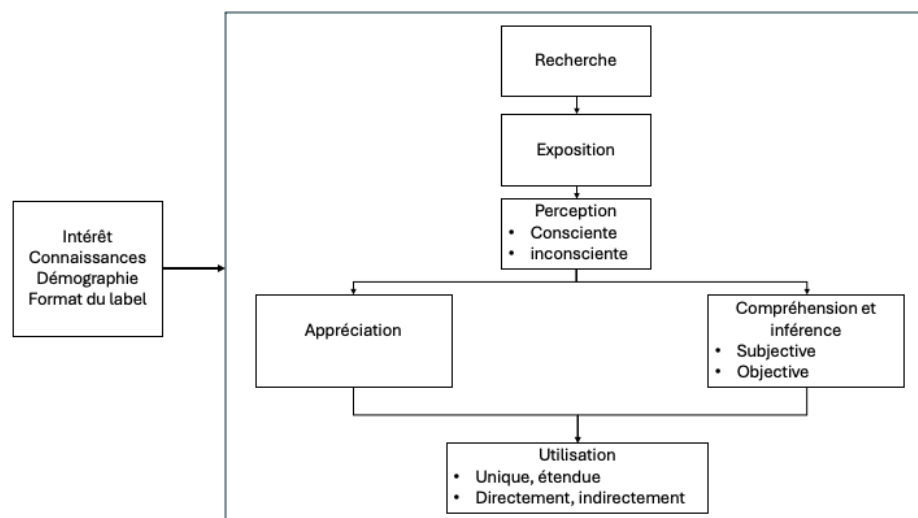 Recherche
Exposition
Perception
• Consciente
• inconsciente
Intérêt
Connaissances
Démographie
Format du label
Appréciation
Compréhension et
inférence
• Subjective
• Objective
Utilisation
• Unique, étendue
• Directement, indirectement